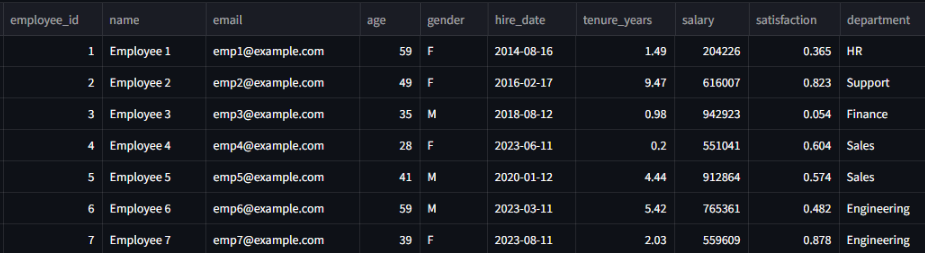 employee_id name email age gender hire_date tenure_years salary satisfaction department
1 Employee 1 emp1@example.com 59 F 2014-08-16 1.49 204226 0.365 HR
2 Employee 2 emp2@example.com 49 F 2016-02-17 9.47 616007 0.823 Support
3 Employee 3 emp3@example.com 35 M 2018-08-12 0.98 942923 0.054 Finance
4 Employee 4 emp4@example.com 28 F 2023-06-11 0.2 551041 0.604 Sales
5 Employee 5 emp5@example.com 41 M 2020-01-12 4.44 912864 0.574 Sales
6 Employee 6 emp6@example.com 59 M 2023-03-11 5.42 765361 0.482 Engineering
7 Employee 7 emp7@example.com 39 F 2023-08-11 2.03 559609 0.878 Engineering